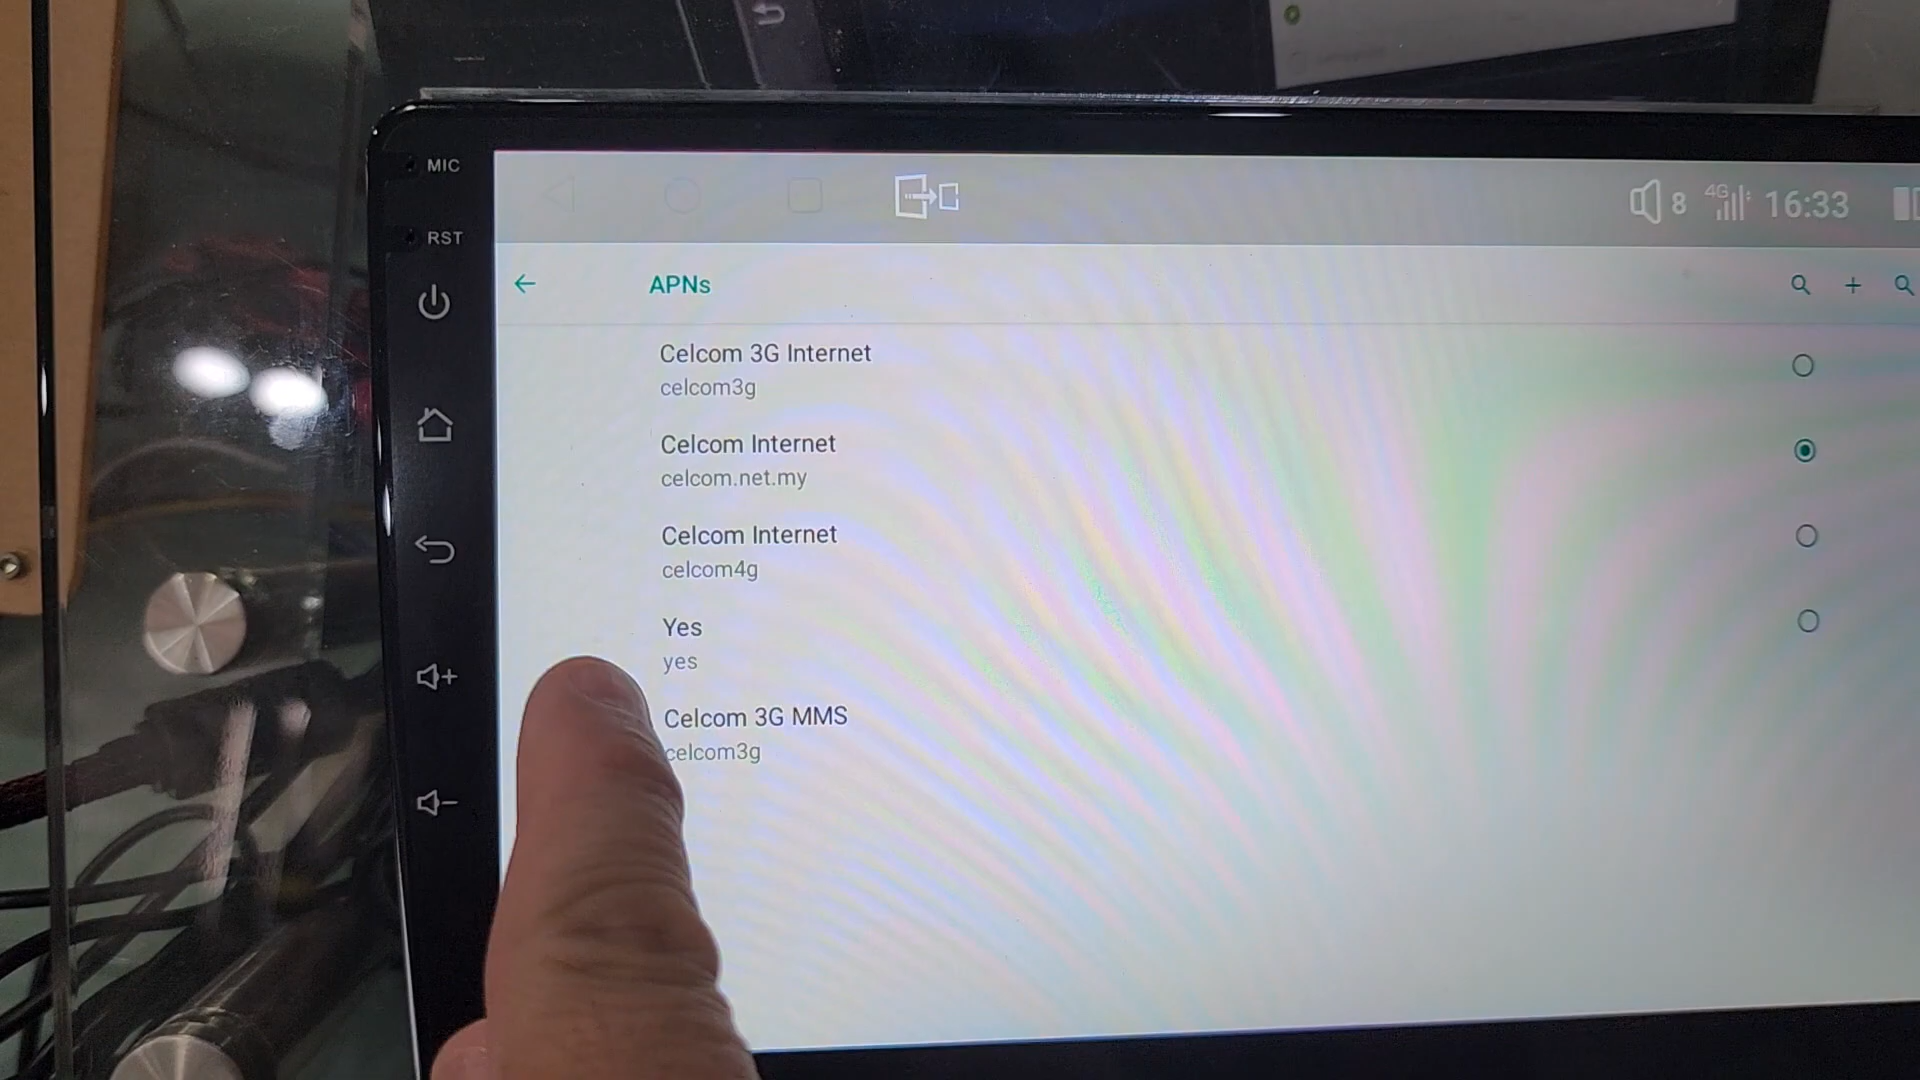 MIC
RST
8 4G 16:33
APNs
Celcom 3G Internet
celcom3g
Celcom Internet
celcom.net.my
Celcom Internet
celcom4g
Yes
yes
Celcom 3G MMS
celcom3g